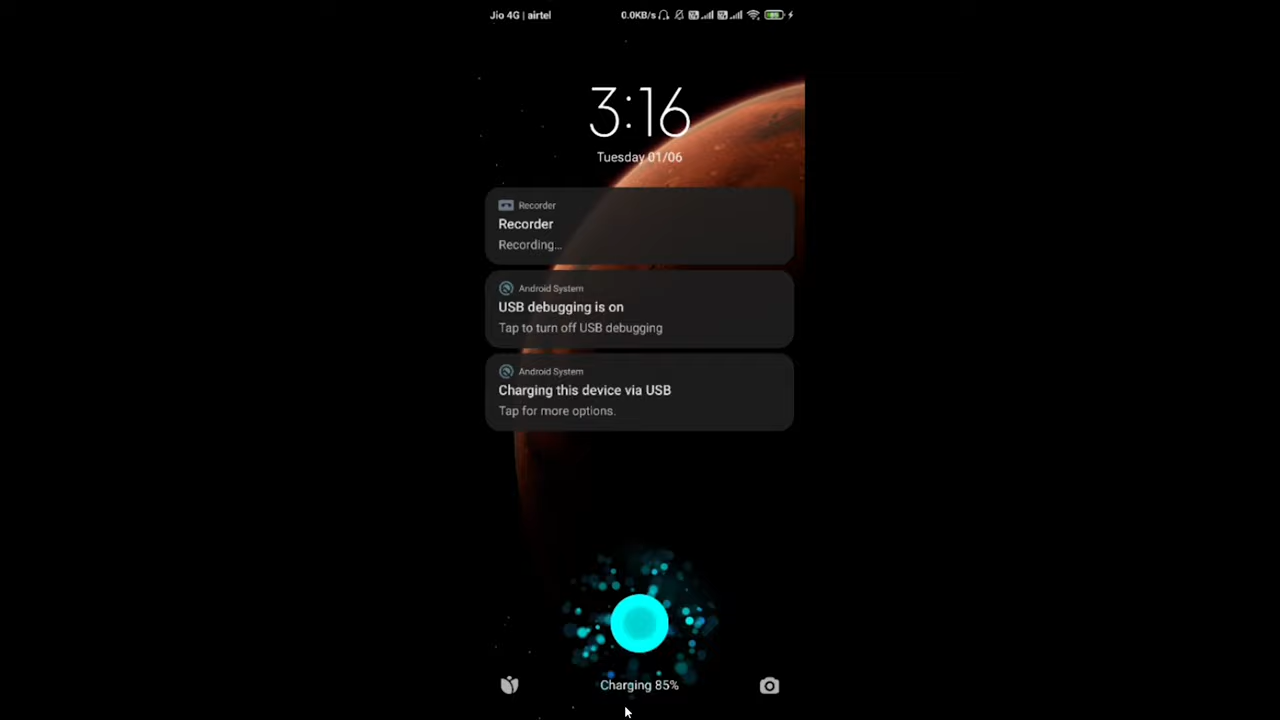 Jio 4G | airtel
0.0KB/s
3:16
Tuesday 01/06
Recorder
Recorder
Recording...
Android System
USB debugging is on
Tap to turn off USB debugging
Android System
Charging this device via USB
Tap for more options.
Charging 85%